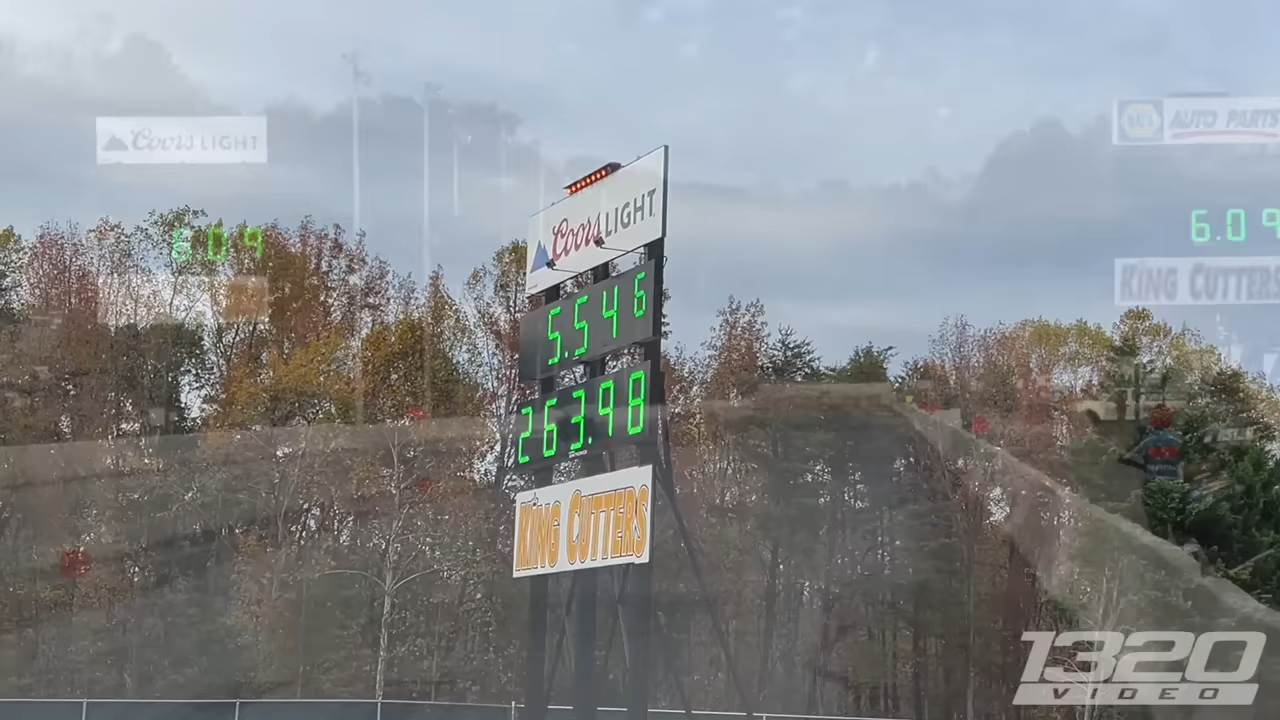 Coors LIGHT
NAPA AUTO PARTS
6.09
6.09
KING CUTTERS
Coors LIGHT
5.546
263.98
KING CUTTERS
1320
VIDEO